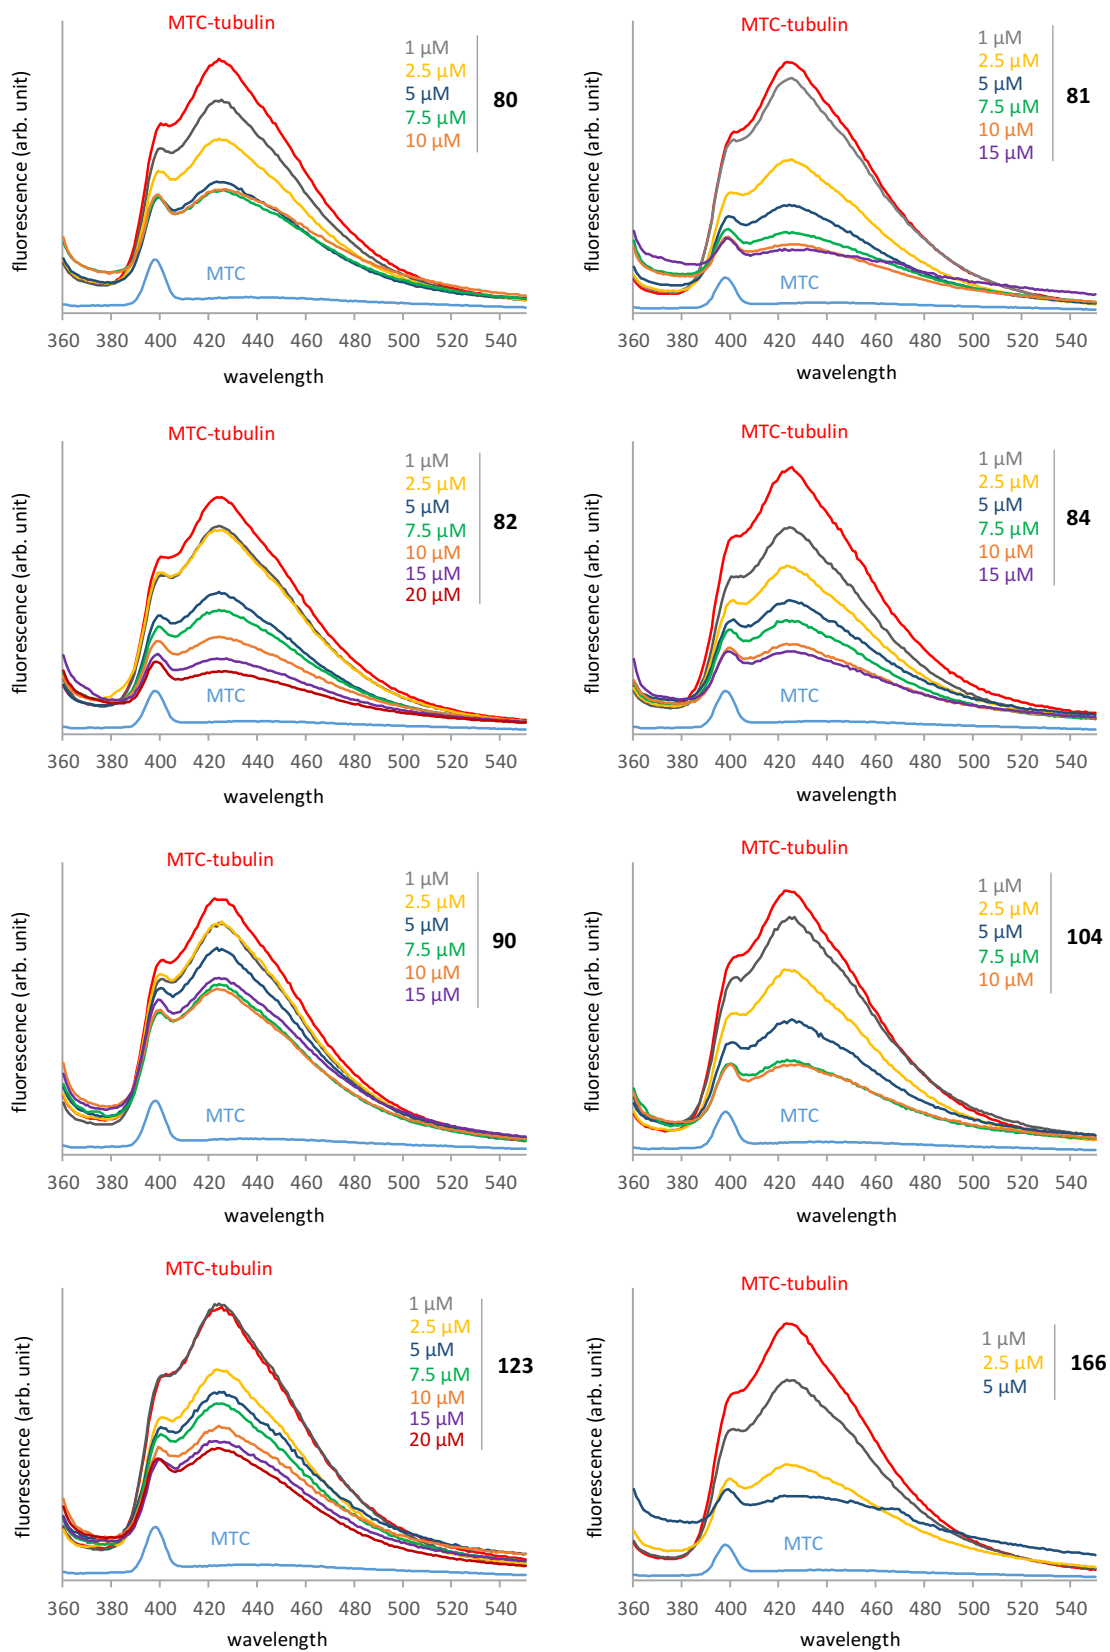 MTC-tubulin
fluorescence (arb. unit)
1 µM
2.5 µM
5 µM
7.5 µM
10 µM
80
MTC
360 380 400 420 440 460 480 500 520 540
wavelength
MTC-tubulin
fluorescence (arb. unit)
1 µM
2.5 µM
5 µM
7.5 µM
10 µM
15 µM
81
MTC
360 380 400 420 440 460 480 500 520 540
wavelength
MTC-tubulin
fluorescence (arb. unit)
1 µM
2.5 µM
5 µM
7.5 µM
10 µM
15 µM
20 µM
82
MTC
360 380 400 420 440 460 480 500 520 540
wavelength
MTC-tubulin
fluorescence (arb. unit)
1 µM
2.5 µM
5 µM
7.5 µM
10 µM
15 µM
84
MTC
360 380 400 420 440 460 480 500 520 540
wavelength
MTC-tubulin
fluorescence (arb. unit)
1 µM
2.5 µM
5 µM
7.5 µM
10 µM
15 µM
90
MTC
360 380 400 420 440 460 480 500 520 540
wavelength
MTC-tubulin
fluorescence (arb. unit)
1 µM
2.5 µM
5 µM
7.5 µM
10 µM
104
MTC
360 380 400 420 440 460 480 500 520 540
wavelength
MTC-tubulin
fluorescence (arb. unit)
1 µM
2.5 µM
5 µM
7.5 µM
10 µM
15 µM
20 µM
123
MTC
360 380 400 420 440 460 480 500 520 540
wavelength
MTC-tubulin
fluorescence (arb. unit)
1 µM
2.5 µM
5 µM
166
MTC
360 380 400 420 440 460 480 500 520 540
wavelength